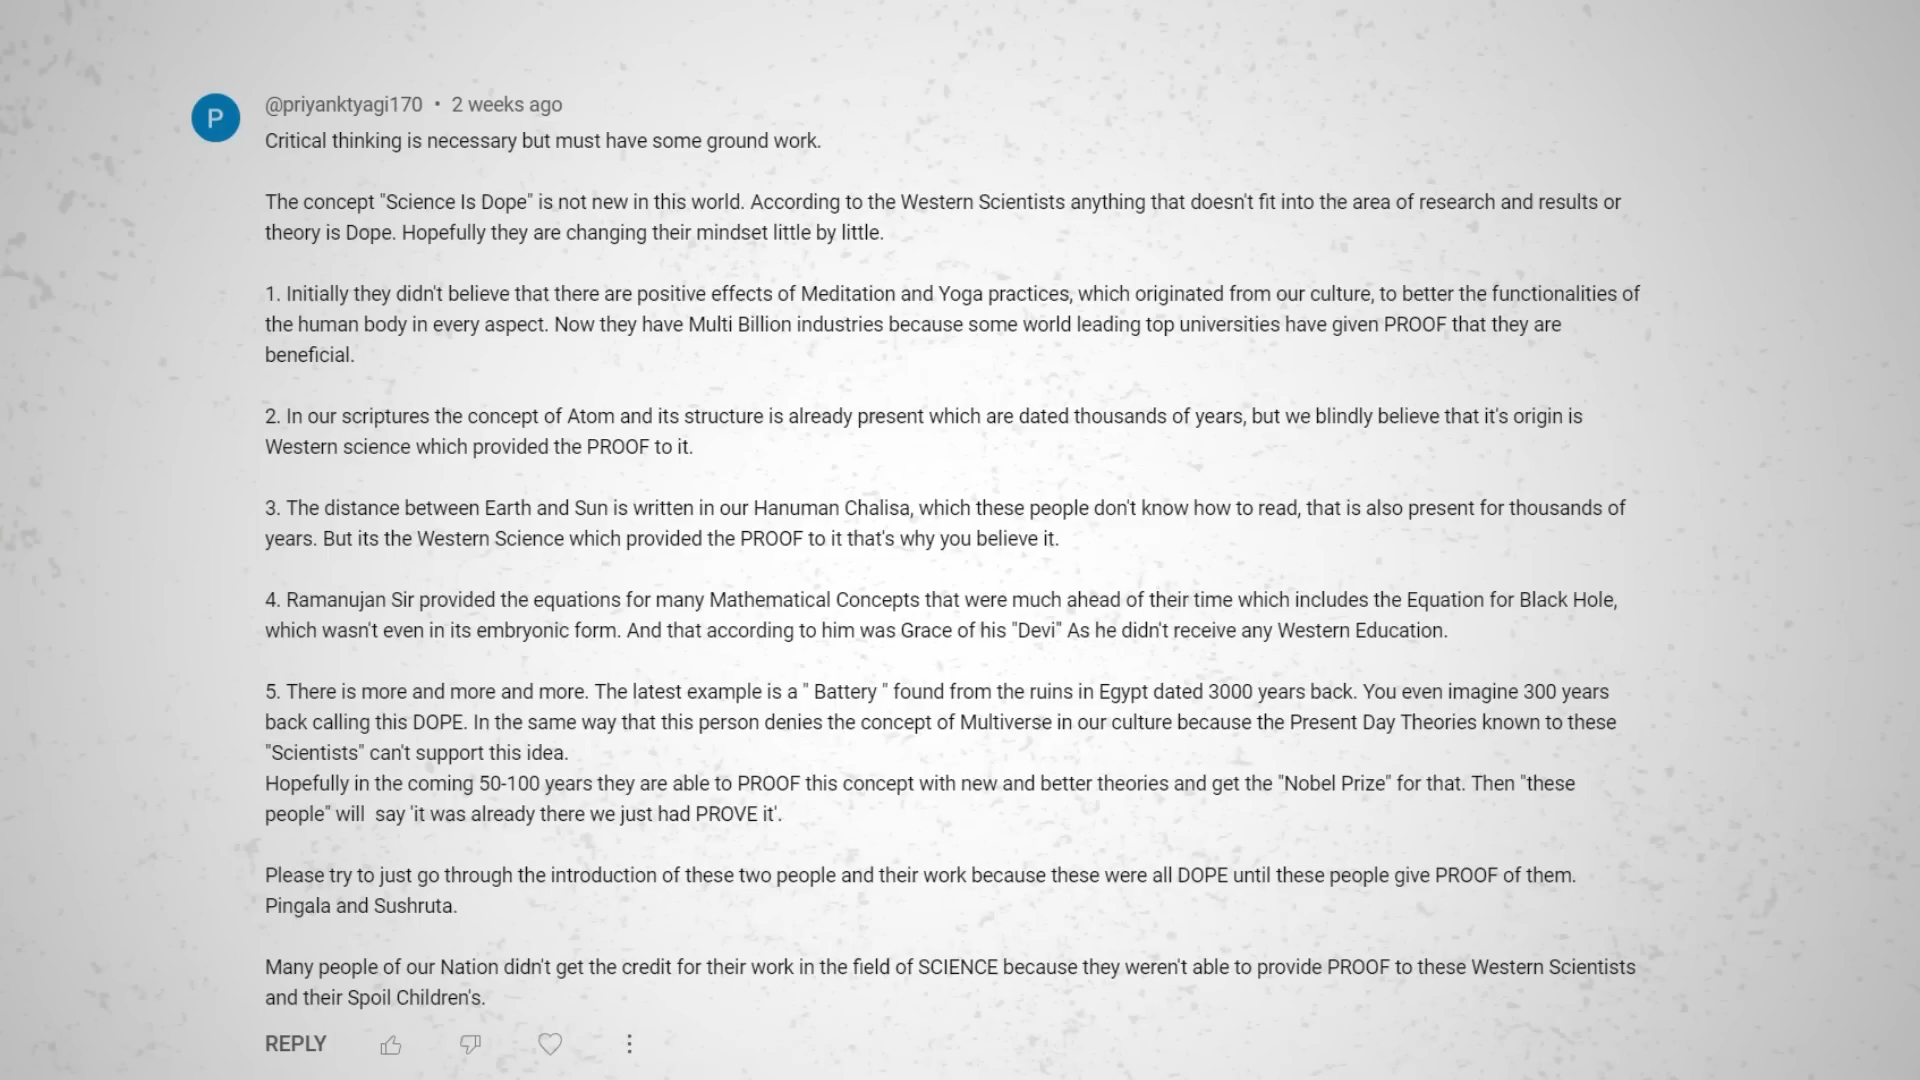 P
@priyanktyagi170 • 2 weeks ago
Critical thinking is necessary but must have some ground work.
The concept "Science Is Dope" is not new in this world. According to the Western Scientists anything that doesn't fit into the area of research and results or
theory is Dope. Hopefully they are changing their mindset little by little.
1. Initially they didn't believe that there are positive effects of Meditation and Yoga practices, which originated from our culture, to better the functionalities of
the human body in every aspect. Now they have Multi Billion industries because some world leading top universities have given PROOF that they are
beneficial.
2. In our scriptures the concept of Atom and its structure is already present which are dated thousands of years, but we blindly believe that it's origin is
Western science which provided the PROOF to it.
3. The distance between Earth and Sun is written in our Hanuman Chalisa, which these people don't know how to read, that is also present for thousands of
years. But its the Western Science which provided the PROOF to it that's why you believe it.
4. Ramanujan Sir provided the equations for many Mathematical Concepts that were much ahead of their time which includes the Equation for Black Hole,
which wasn't even in its embryonic form. And that according to him was Grace of his "Devi" As he didn't receive any Western Education.
5. There is more and more and more. The latest example is a " Battery " found from the ruins in Egypt dated 3000 years back. You even imagine 300 years
back calling this DOPE. In the same way that this person denies the concept of Multiverse in our culture because the Present Day Theories known to these
"Scientists" can't support this idea.
Hopefully in the coming 50-100 years they are able to PROOF this concept with new and better theories and get the "Nobel Prize" for that. Then "these
people" will  say 'it was already there we just had PROVE it'.
Please try to just go through the introduction of these two people and their work because these were all DOPE until these people give PROOF of them.
Pingala and Sushruta.
Many people of our Nation didn't get the credit for their work in the field of SCIENCE because they weren't able to provide PROOF to these Western Scientists
and their Spoil Children's.
REPLY